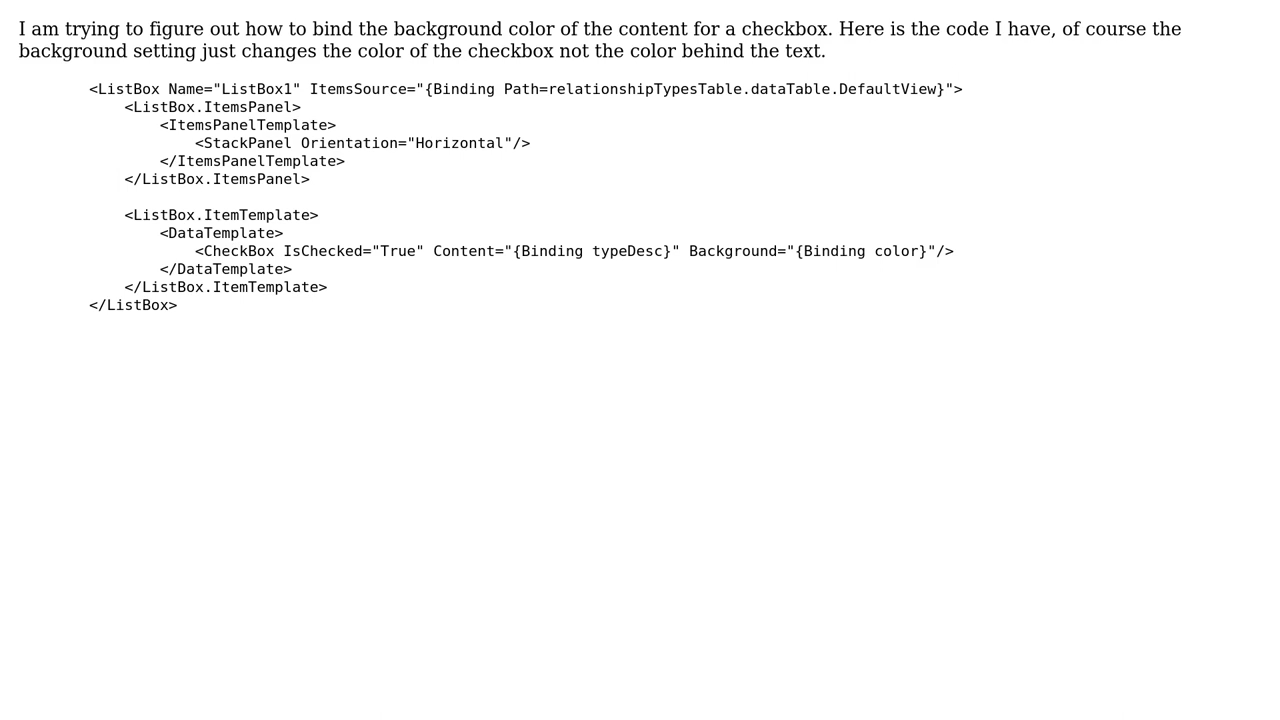 I am trying to figure out how to bind the background color of the content for a checkbox. Here is the code I have, of course the
background setting just changes the color of the checkbox not the color behind the text.
<ListBox Name="ListBox1" ItemsSource="{Binding Path=relationshipTypesTable.dataTable.DefaultView}">
    <ListBox.ItemsPanel>
        <ItemsPanelTemplate>
            <StackPanel Orientation="Horizontal"/>
        </ItemsPanelTemplate>
    </ListBox.ItemsPanel>

    <ListBox.ItemTemplate>
        <DataTemplate>
            <CheckBox IsChecked="True" Content="{Binding typeDesc}" Background="{Binding color}"/>
        </DataTemplate>
    </ListBox.ItemTemplate>
</ListBox>